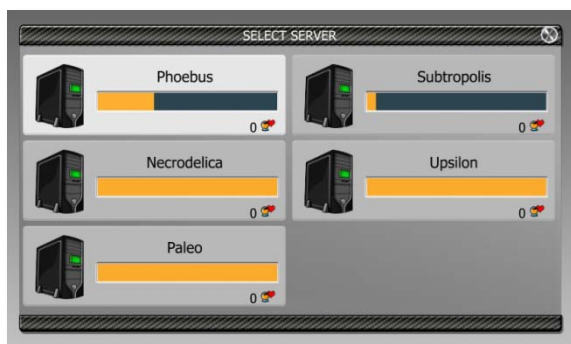 SELECT SERVER
Phoebus
0
Subtropolis
0
Necrodelica
0
Upsilon
0
Paleo
0